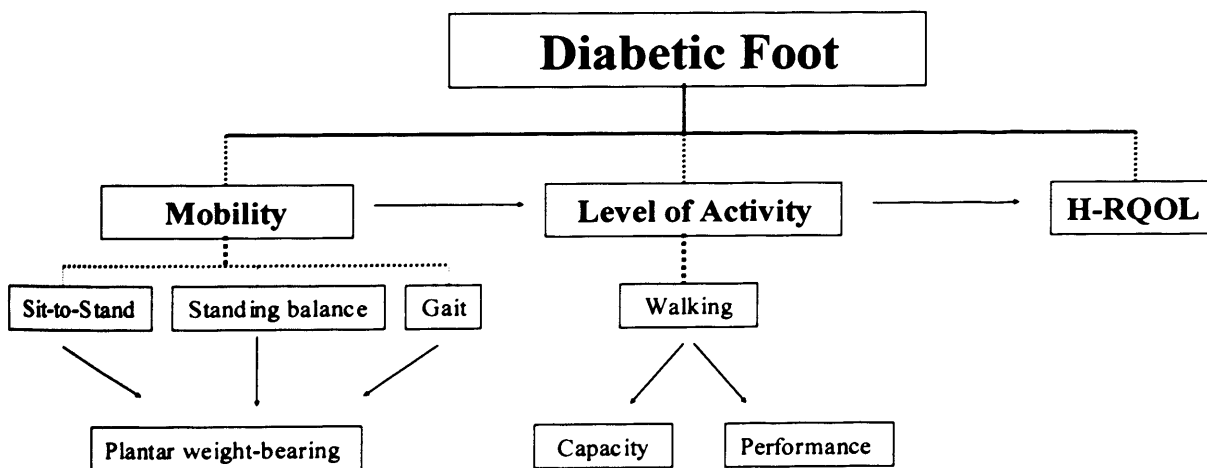 Diabetic Foot
Mobility
Level of Activity
H-RQOL
Sit-to-Stand
Standing balance
Gait
Walking
Plantar weight-bearing
Capacity
Performance